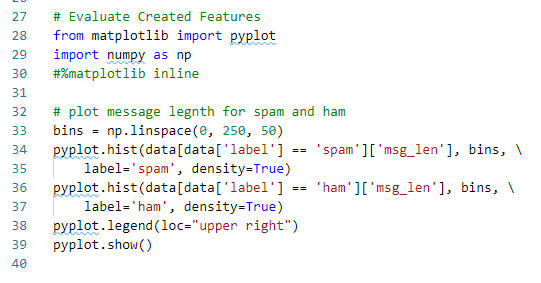 27 # Evaluate Created Features
28 from matplotlib import pyplot
29 import numpy as np
30 #%matplotlib inline
31
32 # plot message legnth for spam and ham
33 bins = np.linspace(0, 250, 50)
34 pyplot.hist(data[data['label'] == 'spam']['msg_len'], bins, \
35     label='spam', density=True)
36 pyplot.hist(data[data['label'] == 'ham']['msg_len'], bins, \
37     label='ham', density=True)
38 pyplot.legend(loc="upper right")
39 pyplot.show()
40